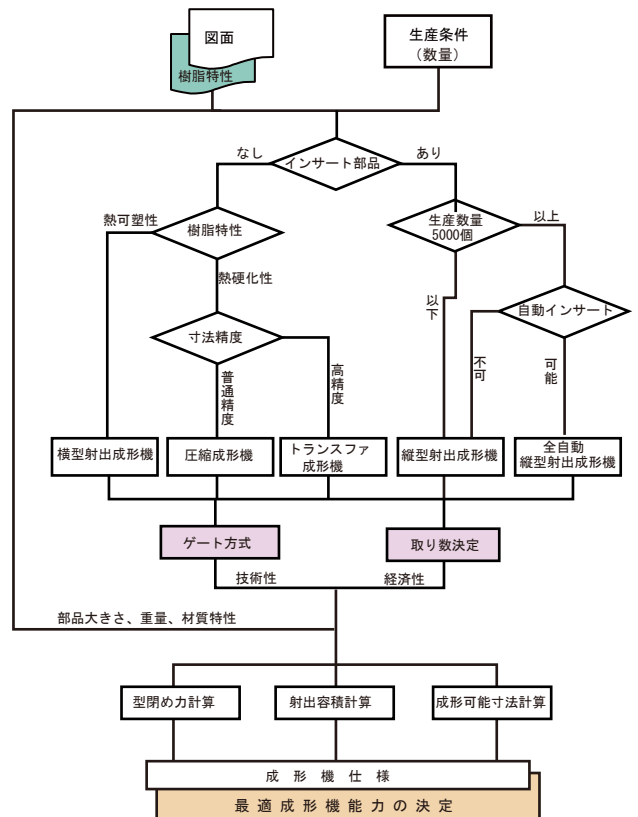 図面
樹脂特性
生産条件
（数量）
なし
インサート部品
あり
熱可塑性
樹脂特性
生産数量
5000個
以上
熱硬化性
以下
自動インサート
寸法精度
普通精度
高精度
不可
可能
横型射出成形機
圧縮成形機
トランスファ
成形機
縦型射出成形機
全自動
縦型射出成形機
ゲート方式
取り数決定
技術性
経済性
部品大きさ、重量、材質特性
型閉め力計算
射出容積計算
成形可能寸法計算
成形機仕様
最適成形機能力の決定